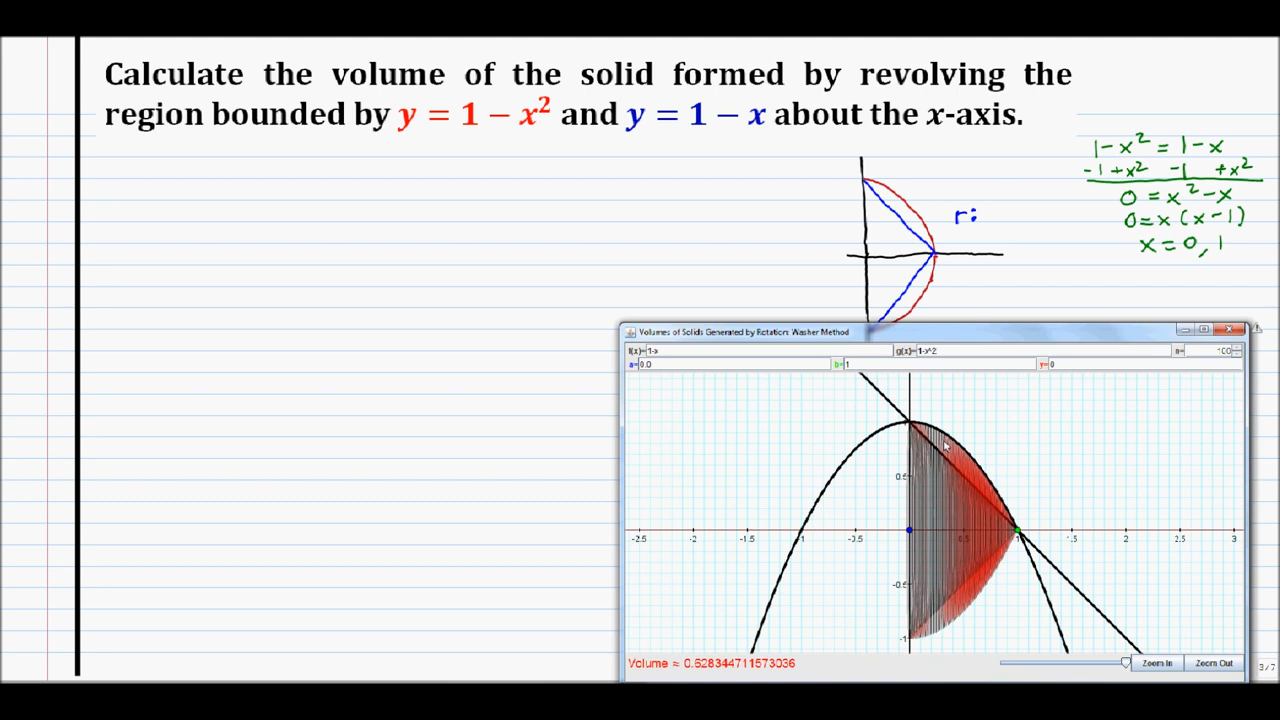 Calculate the volume of the solid formed by revolving the
region bounded by y = 1 − x² and y = 1 − x about the x-axis.
1-x² = 1-x
-1 +x² -1 +x²
0 = x² -x
0=x(x-1)
x=0, 1
r:
Volumes of Solids Generated by Rotation: Washer Method
f(x)= 1-x g(x)= 1-x^2 n= 100
a= 0.0 b= 1 y= 0
0.5
-2.5 -2 -1.5 -1 -0.5 0.5 1 1.5 2 2.5 3
-0.5
-1
Volume ≈ 0.628344711573036 Zoom In Zoom Out
3/7